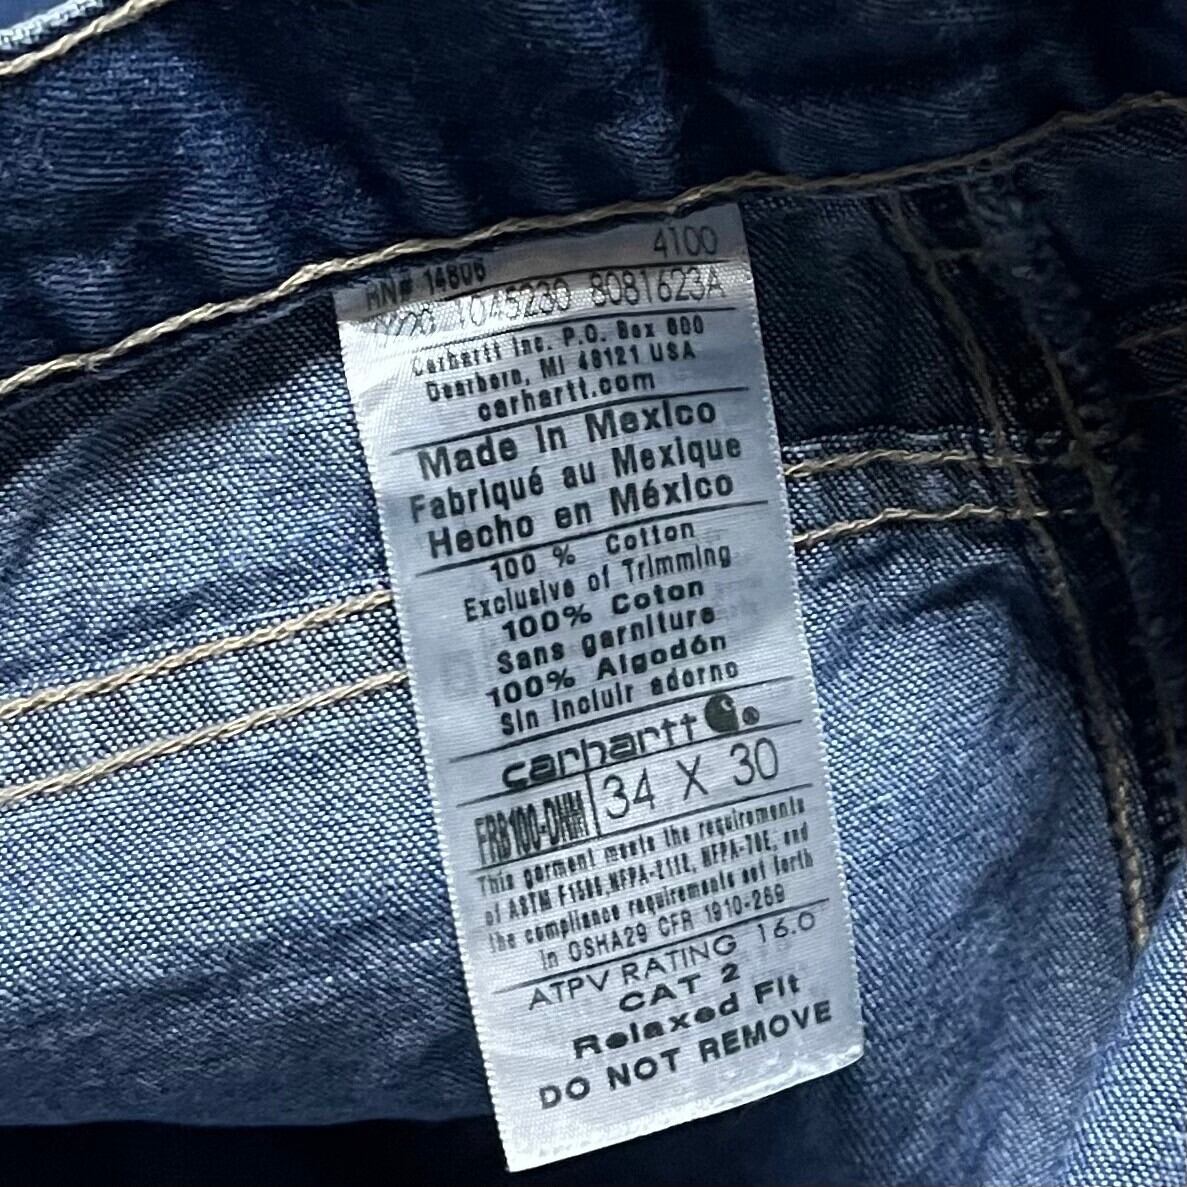 RN# 14806 4100
1045230 8081623A
Carhartt Inc. P.O. Box 600
Dearborn, MI 48121 USA
carhartt.com
Made in Mexico
Fabriqué au Mexique
Hecho en México
100 % Cotton
Exclusive of Trimming
100% Coton
Sans garniture
100% Algodón
Sin incluir adorno
carhartt ®
FRB100-DNM 34 X 30
This garment meets the requirements
of ASTM F1506, NFPA-2112, NFPA-70E, and
the compliance requirements set forth
in OSHA29 CFR 1910-269
ATPV RATING 16.0
CAT 2
Relaxed Fit
DO NOT REMOVE